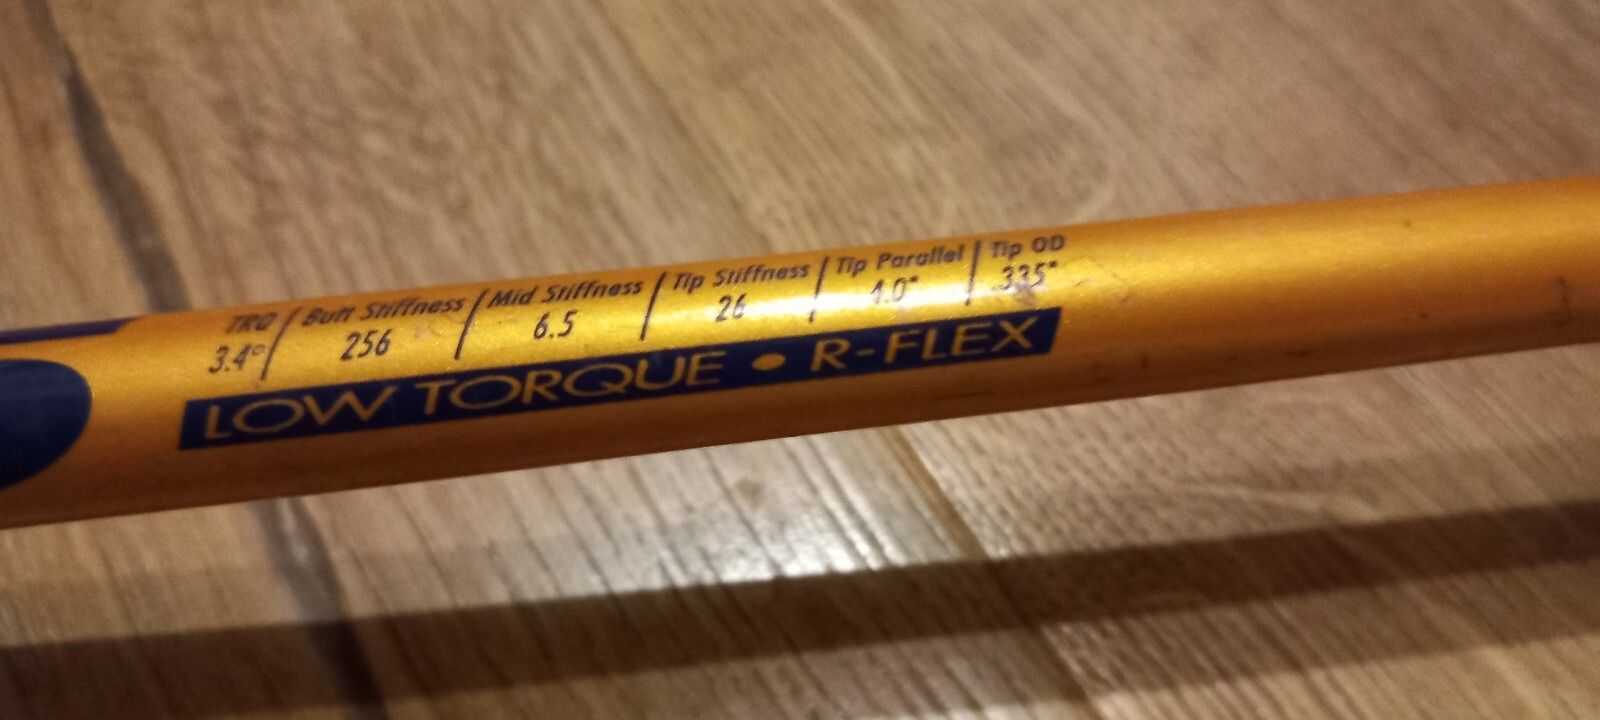 TRQ / Butt Stiffness / Mid Stiffness / Tip Stiffness / Tip Parallel / Tip OD
3.4° / 256 / 6.5 / 26 / 4.0" / .335"
LOW TORQUE • R-FLEX